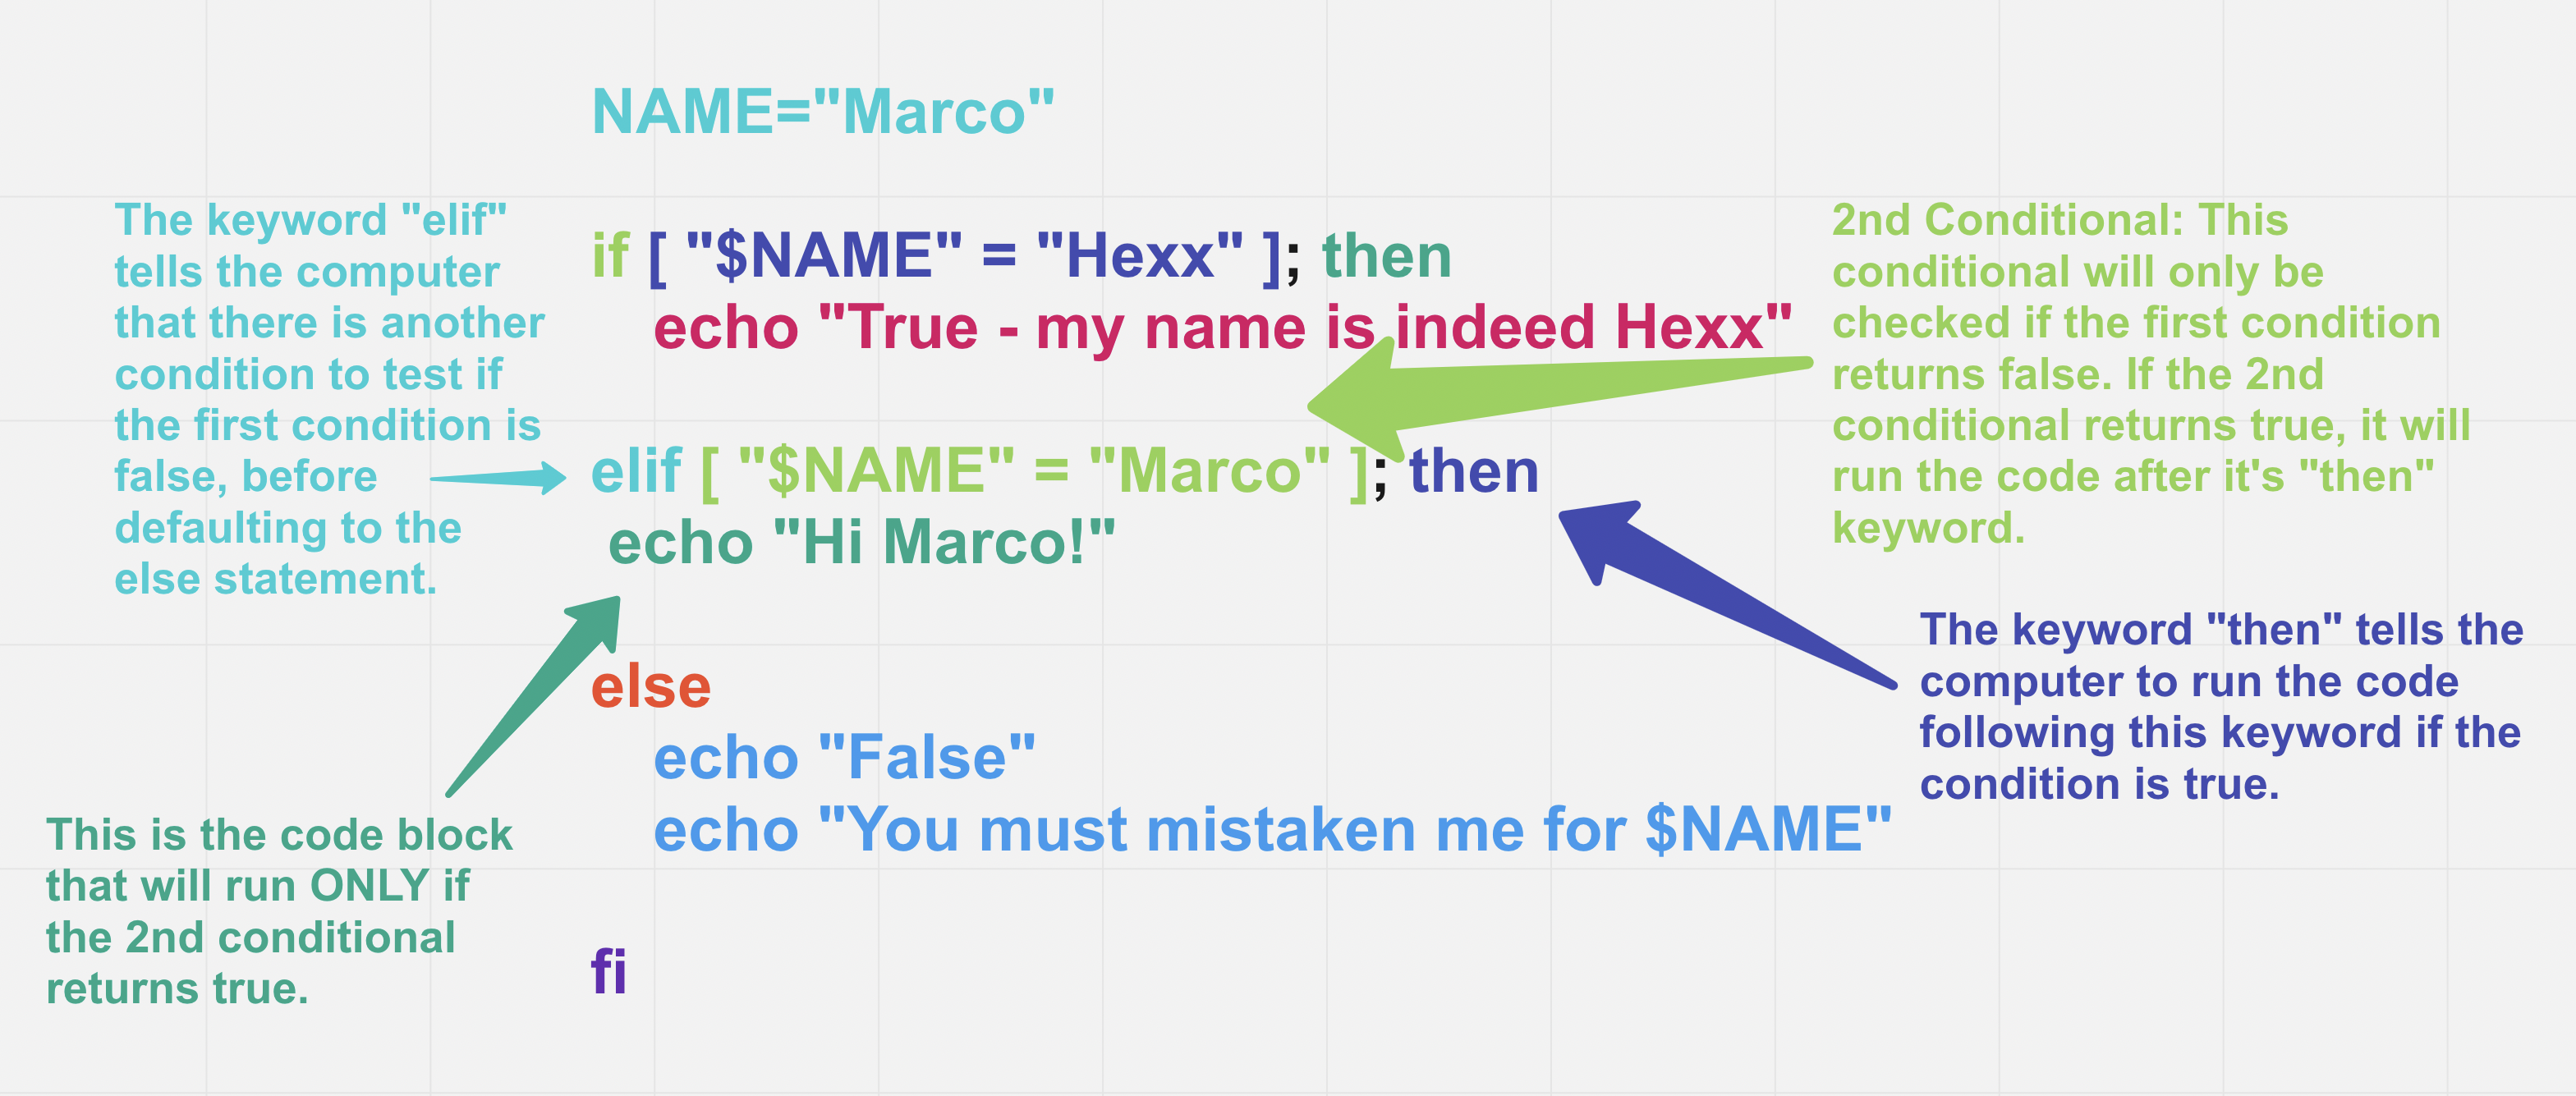 NAME="Marco"
The keyword "elif"
tells the computer
that there is another
condition to test if
the first condition is
false, before
defaulting to the
else statement.
if [ "$NAME" = "Hexx" ]; then
echo "True - my name is indeed Hexx"
elif [ "$NAME" = "Marco" ]; then
echo "Hi Marco!"
else
echo "False"
echo "You must mistaken me for $NAME"
fi
2nd Conditional: This
conditional will only be
checked if the first condition
returns false. If the 2nd
conditional returns true, it will
run the code after it's "then"
keyword.
The keyword "then" tells the
computer to run the code
following this keyword if the
condition is true.
This is the code block
that will run ONLY if
the 2nd conditional
returns true.